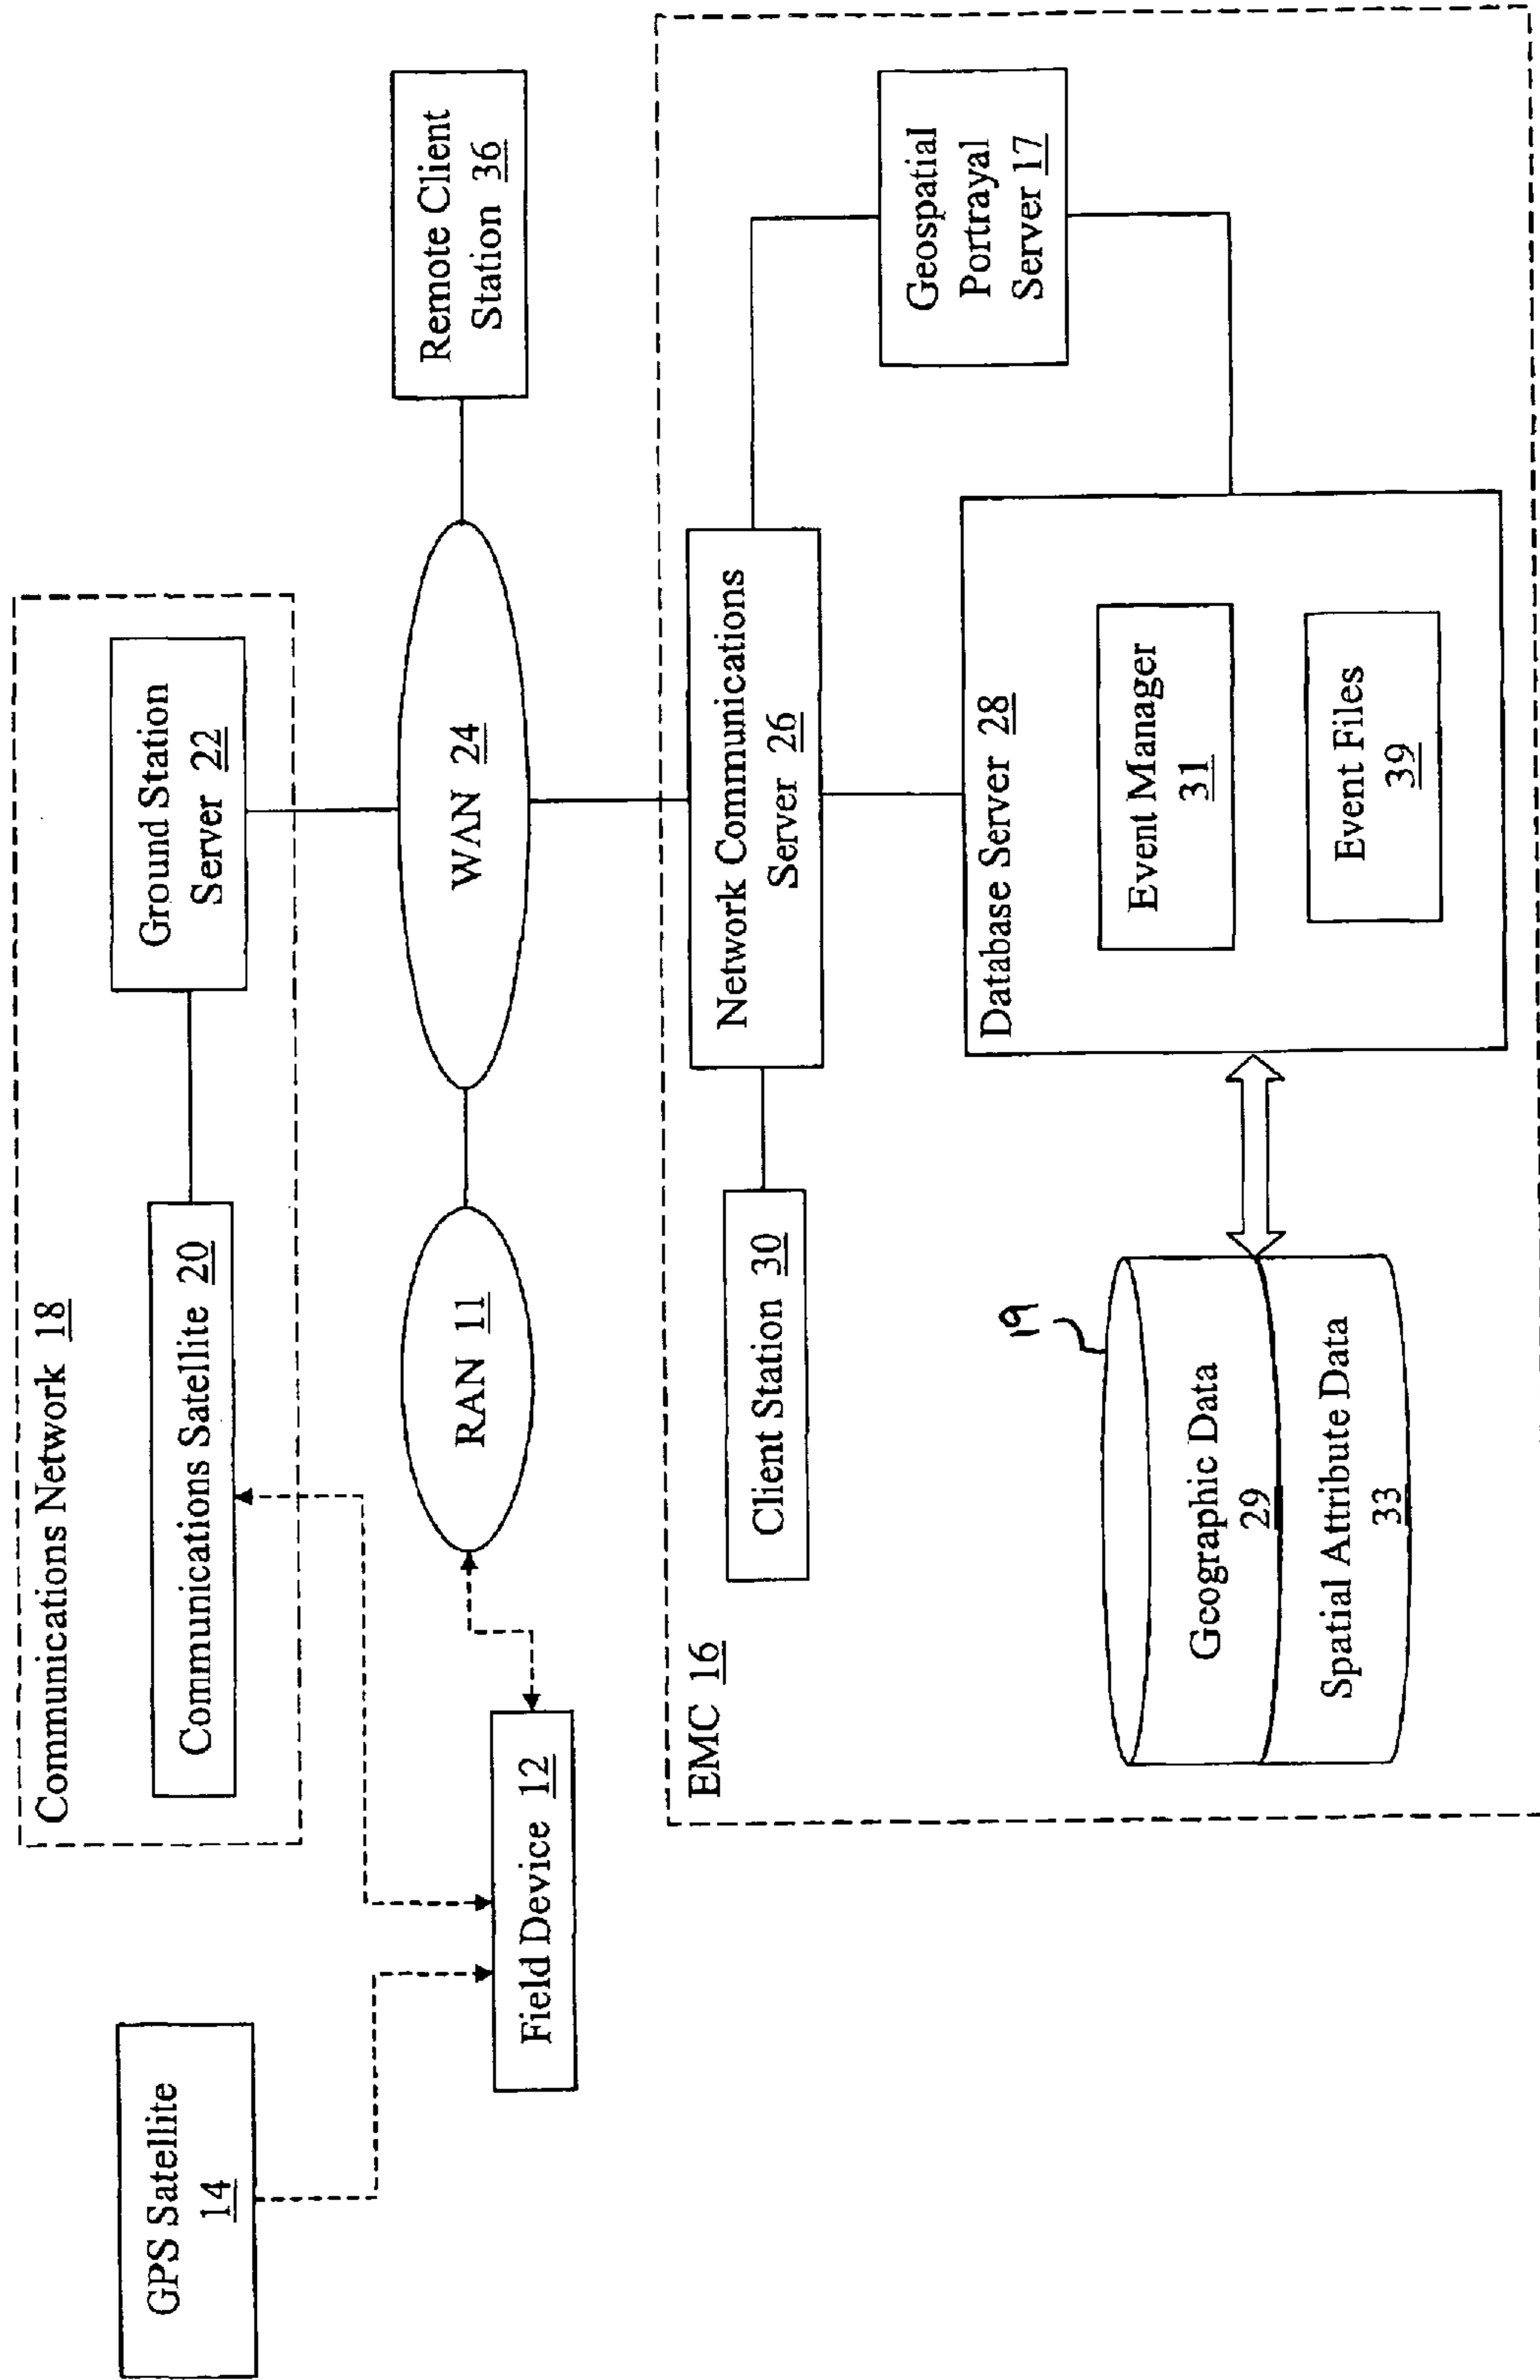 Communications Network 18
GPS Satellite
14
Communications Satellite 20
Ground Station
Server 22
Field Device 12
RAN 11
WAN 24
Remote Client
Station 36
EMC 16
Client Station 30
Network Communications
Server 26
Geospatial
Portrayal
Server 17
19
Geographic Data
29
Spatial Attribute Data
33
Database Server 28
Event Manager
31
Event Files
39